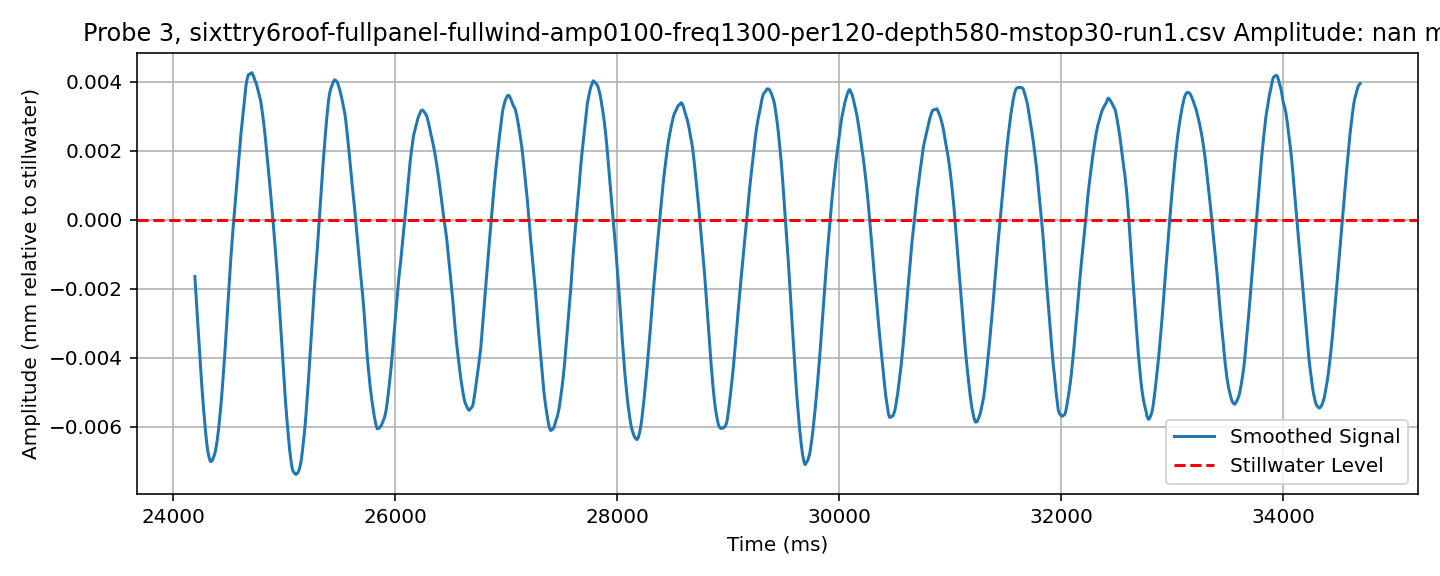 Probe 3, sixttry6roof-fullpanel-fullwind-amp0100-freq1300-per120-depth580-mstop30-run1.csv Amplitude: nan m
Amplitude (mm relative to stillwater)
0.004
0.002
0.000
−0.002
−0.004
−0.006
Smoothed Signal
Stillwater Level
24000 26000 28000 30000 32000 34000
Time (ms)